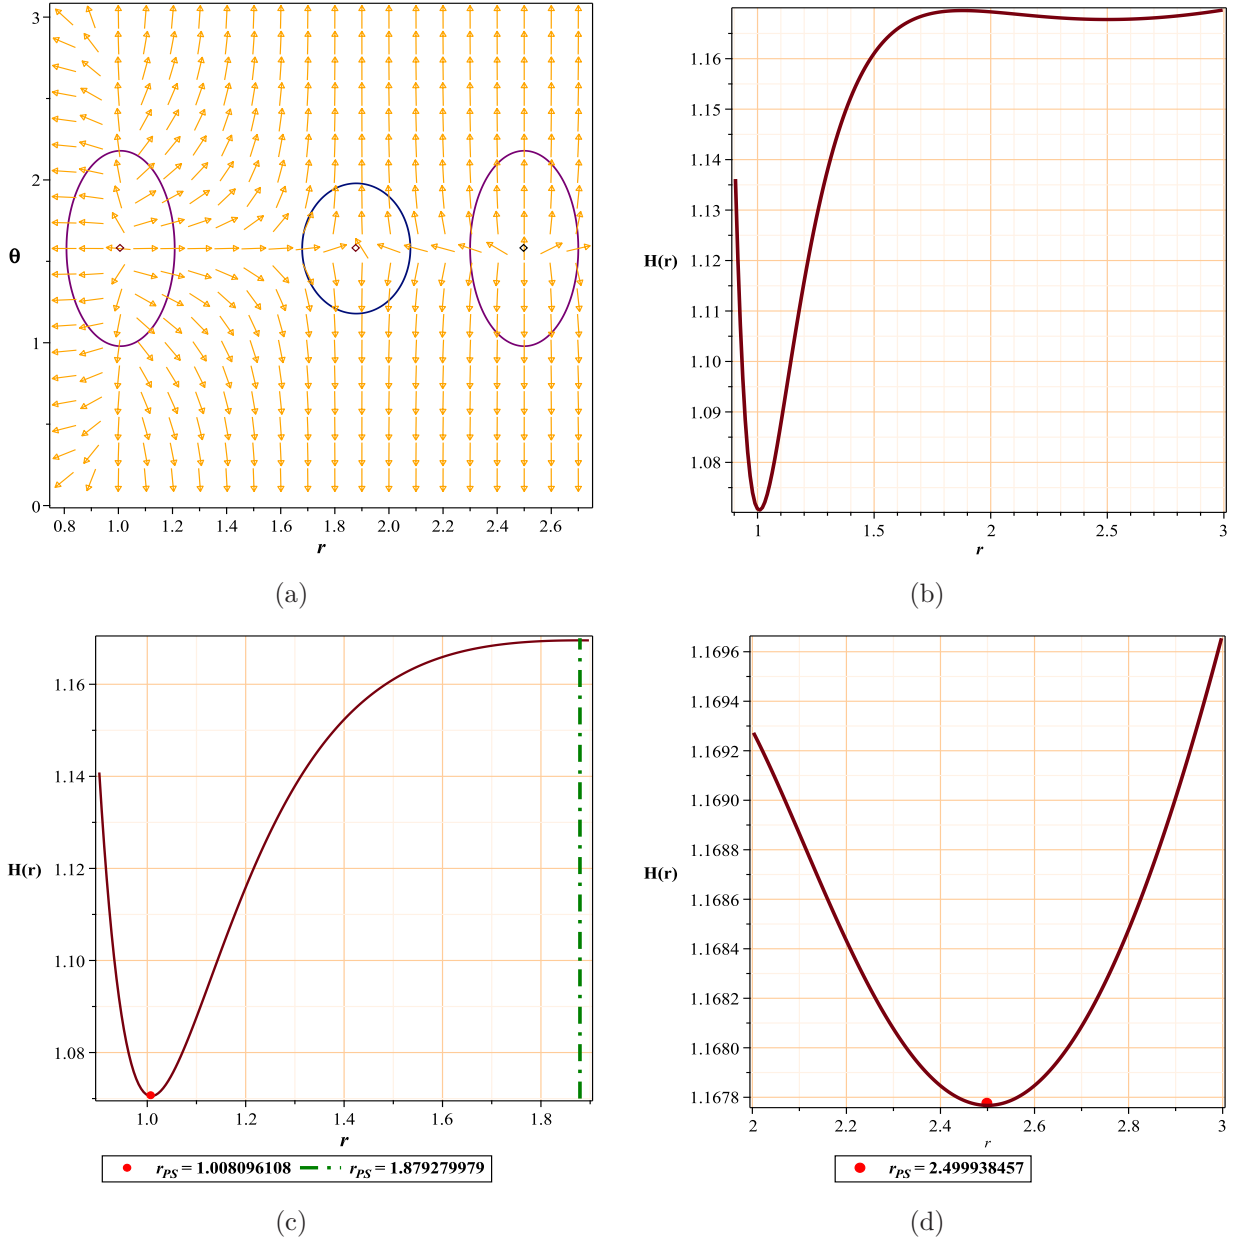 3
2
θ
1
0
0.8 1.0 1.2 1.4 1.6 1.8 2.0 2.2 2.4 2.6
r
(a)
1.16
1.15
1.14
1.13
H(r) 1.12
1.11
1.10
1.09
1.08
1 1.5 2 2.5 3
r
(b)
1.16
1.14
H(r) 1.12
1.10
1.08
1.0 1.2 1.4 1.6 1.8
r
r_PS = 1.008096108 r_PS = 1.879279979
(c)
1.1696
1.1694
1.1692
1.1690
1.1688
H(r)
1.1686
1.1684
1.1682
1.1680
1.1678
2 2.2 2.4 2.6 2.8 3
r
r_PS = 2.499938457
(d)